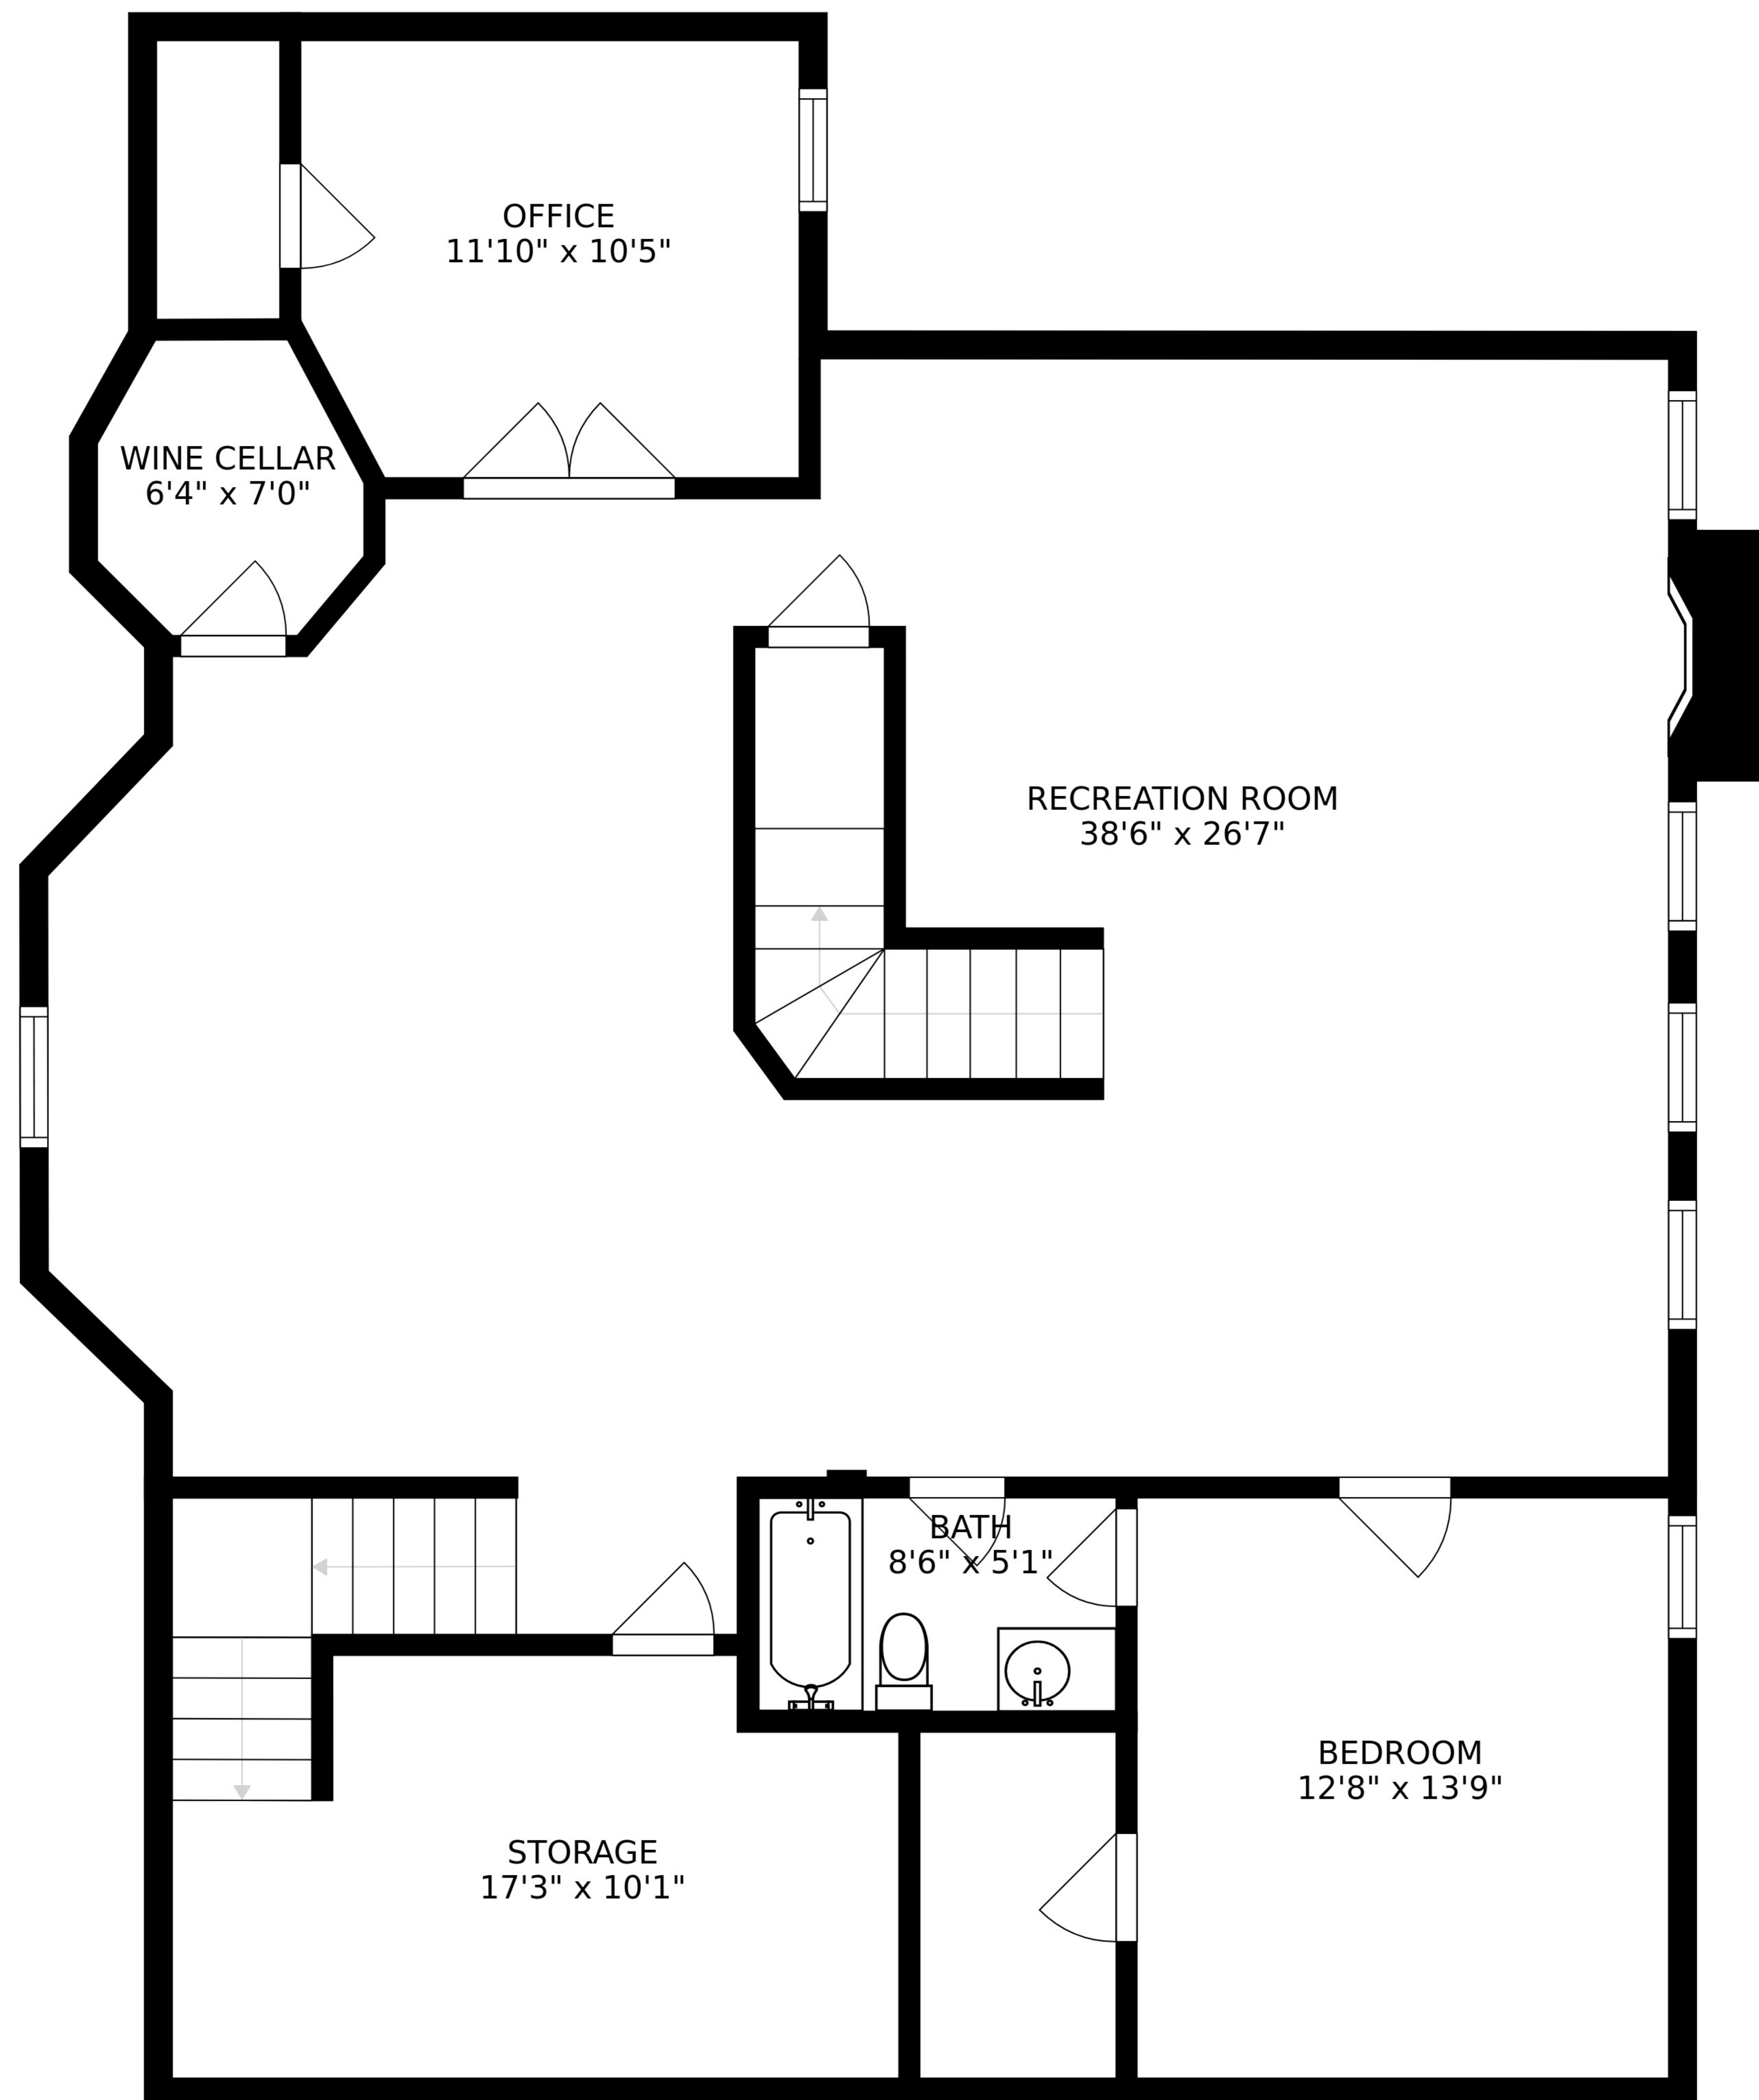 OFFICE
11'10" x 10'5"
WINE CELLAR
6'4" x 7'0"
RECREATION ROOM
38'6" x 26'7"
BATH
8'6" x 5'1"
BEDROOM
12'8" x 13'9"
STORAGE
17'3" x 10'1"